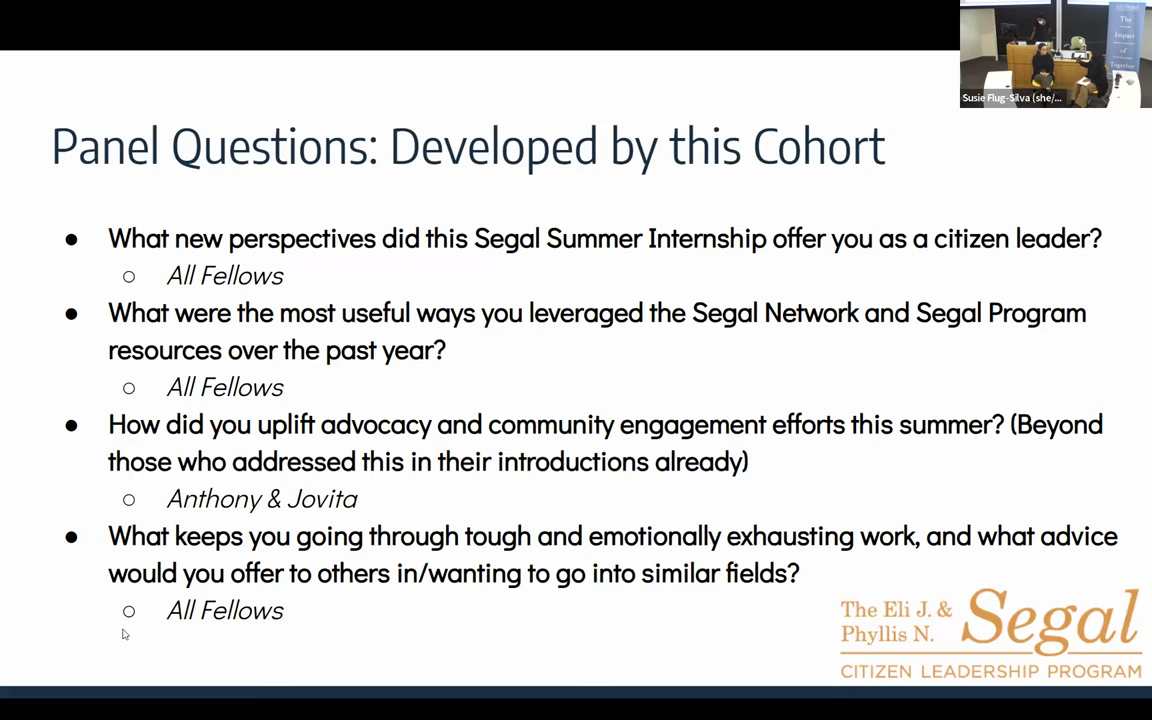 Segal
The
Impact
of
Together
Susie Flug-Silva (she/...
Panel Questions: Developed by this Cohort
● What new perspectives did this Segal Summer Internship offer you as a citizen leader?
○ All Fellows
● What were the most useful ways you leveraged the Segal Network and Segal Program
resources over the past year?
○ All Fellows
● How did you uplift advocacy and community engagement efforts this summer? (Beyond
those who addressed this in their introductions already)
○ Anthony & Jovita
● What keeps you going through tough and emotionally exhausting work, and what advice
would you offer to others in/wanting to go into similar fields?
○ All Fellows
The Eli J. &
Phyllis N.
Segal
CITIZEN LEADERSHIP PROGRAM